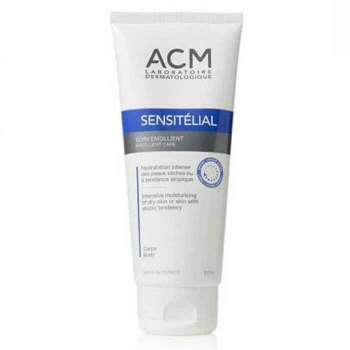 ACM
LABORATOIRE
DERMATOLOGIQUE
SENSITÉLIAL
SOIN ÉMOLLIENT
EMOLLIENT CARE
Hydratation intense
des peaux sèches ou
à tendance atopique
Intensive moisturising
of dry skin or skin with
atopic tendency
Corps
Body